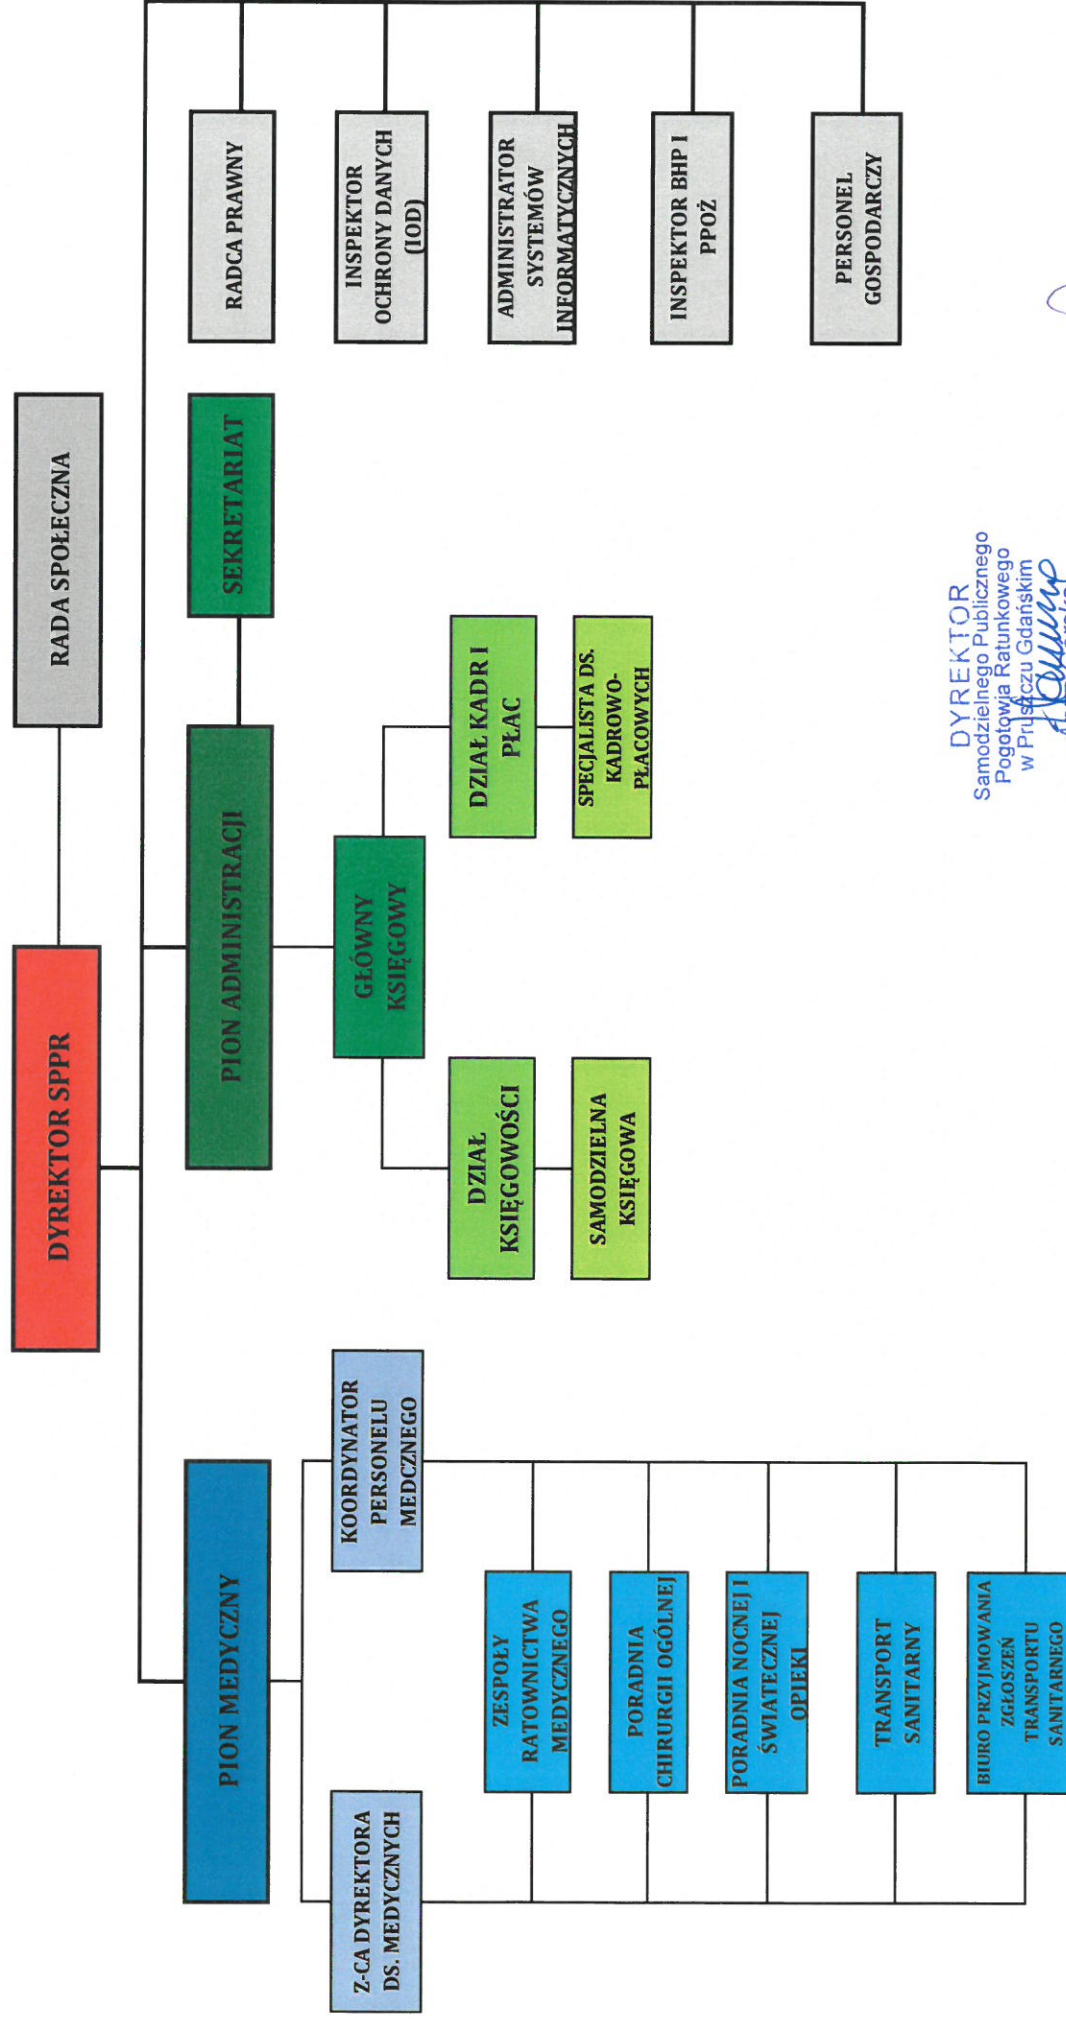 DYREKTOR SPPR
RADA SPOŁECZNA
PION MEDYCZNY
PION ADMINISTRACJI
SEKRETARIAT
RADCA PRAWNY
Z-CA DYREKTORA
DS. MEDYCZNYCH
KOORDYNATOR
PERSONELU
MEDCZNEGO
GŁÓWNY
KSIĘGOWY
INSPEKTOR
OCHRONY DANYCH
(IOD)
ZESPOŁY
RATOWNICTWA
MEDYCZNEGO
DZIAŁ
KSIĘGOWOŚCI
DZIAŁ KADR I
PŁAC
ADMINISTRATOR
SYSTEMÓW
INFORMATYCZNYCH
PORADNIA
CHIRURGII OGÓLNEJ
SAMODZIELNA
KSIĘGOWA
SPECJALISTA DS.
KADROWO-
PŁACOWYCH
INSPEKTOR BHP I
PPOŻ
PORADNIA NOCNEJ I
ŚWIATECZNEJ
OPIEKI
TRANSPORT
SANITARNY
PERSONEL
GOSPODARCZY
BIURO PRZYJMOWANIA
ZGŁOSZEŃ
TRANSPORTU
SANITARNEGO
DYREKTOR
Samodzielnego Publicznego
Pogotowia Ratunkowego
w Pruszczu Gdańskim